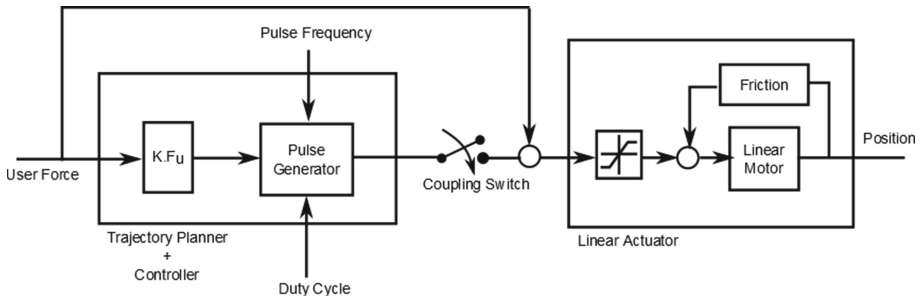 Pulse Frequency
Friction
K.Fu
Pulse
Generator
Linear
Motor
Position
User Force
Coupling Switch
Trajectory Planner
+
Controller
Linear Actuator
Duty Cycle